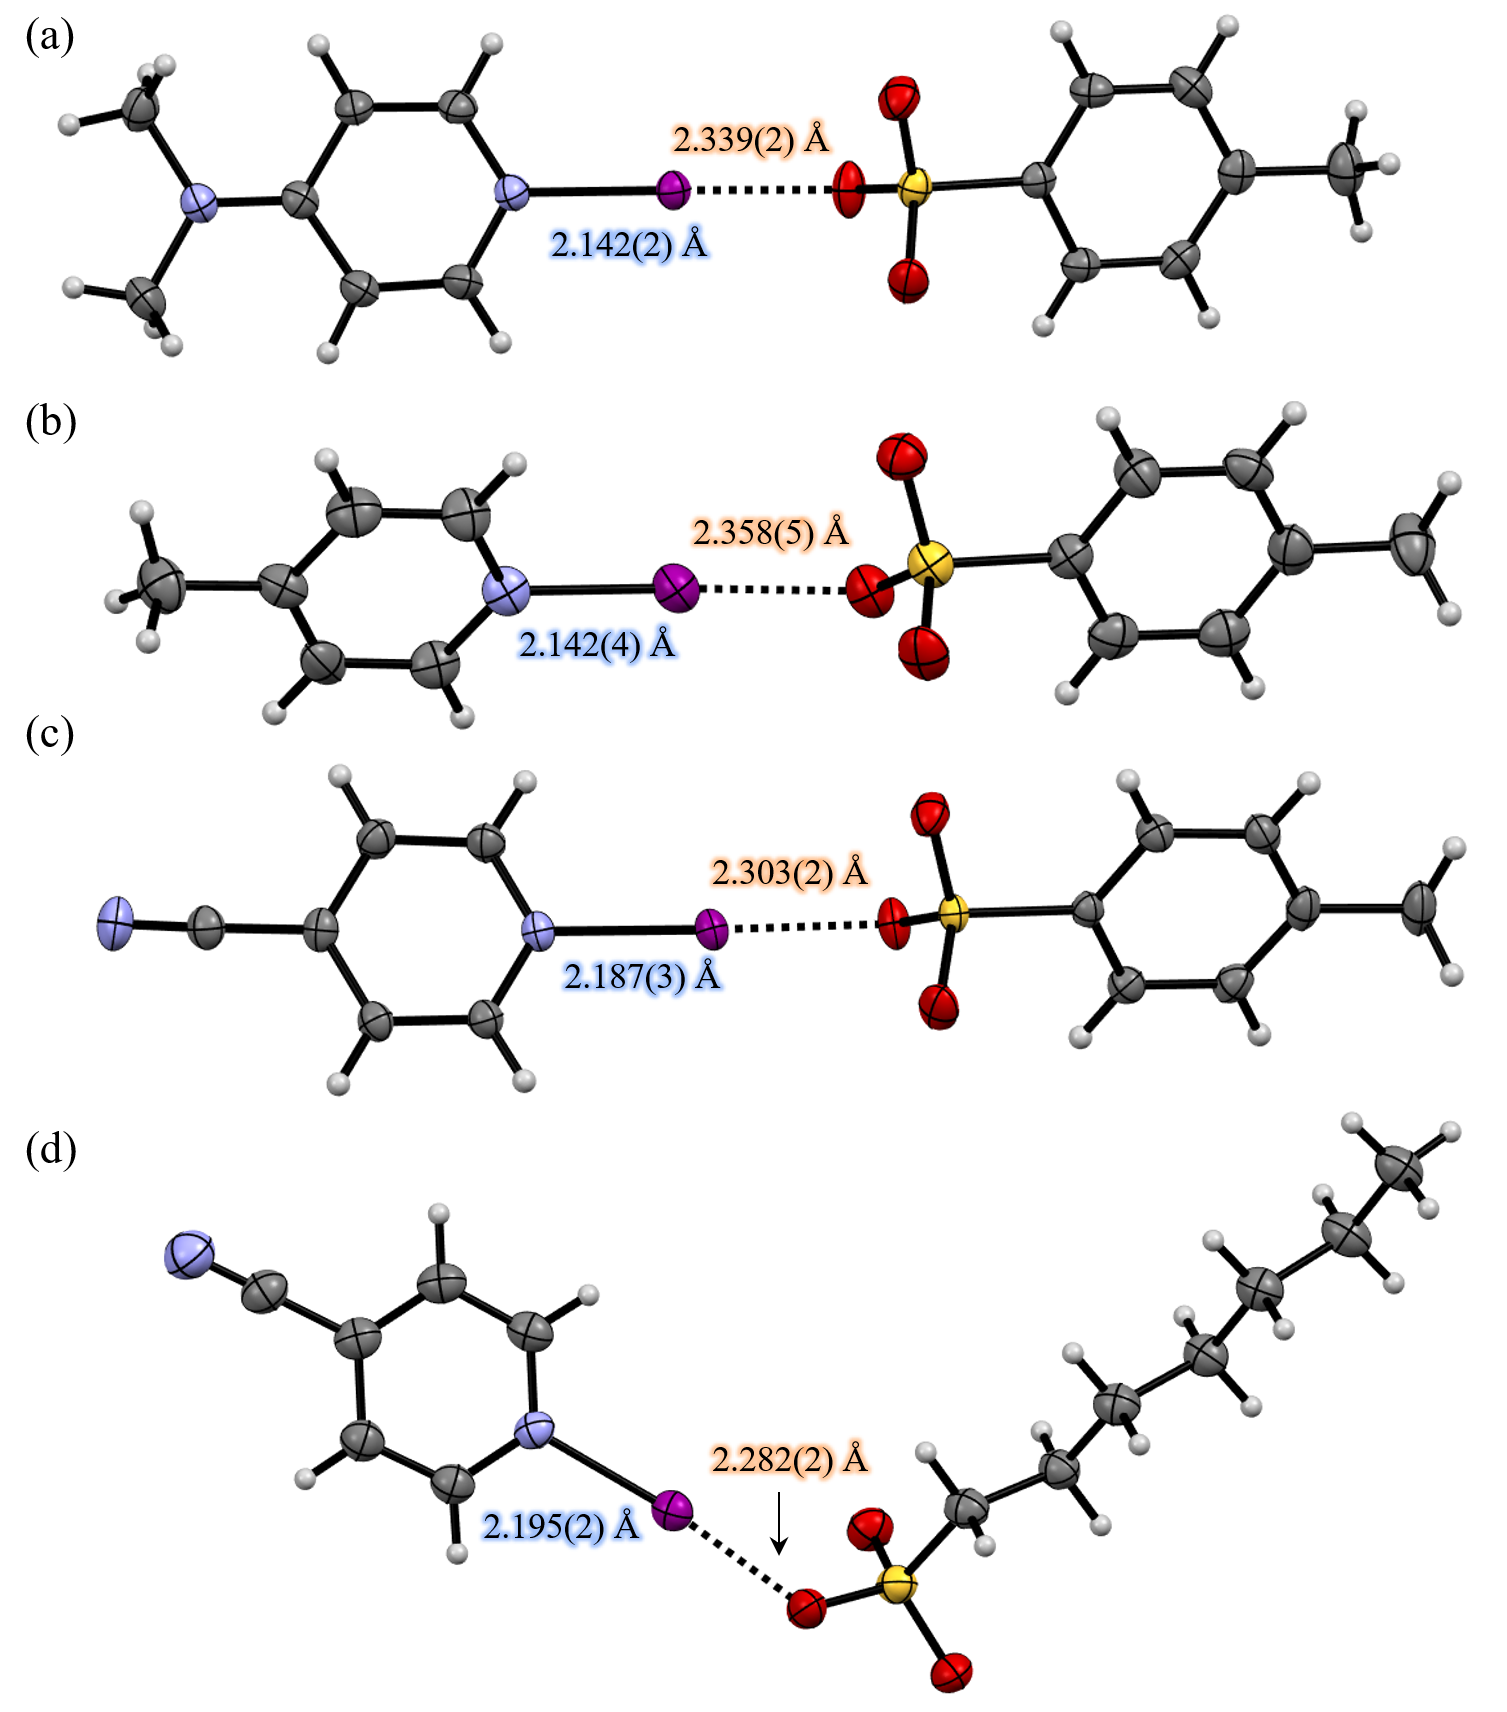 (a)
2.339(2) Å
2.142(2) Å
(b)
2.358(5) Å
2.142(4) Å
(c)
2.303(2) Å
2.187(3) Å
(d)
2.282(2) Å
2.195(2) Å